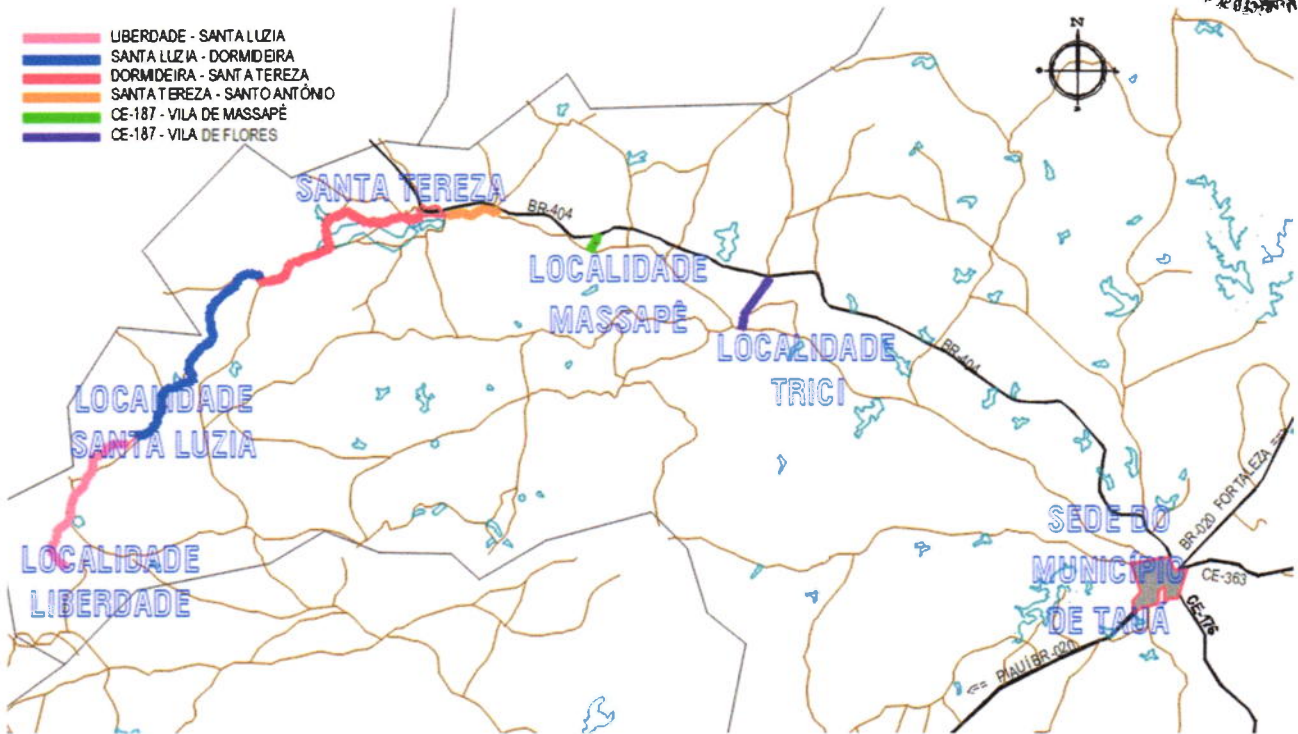 LIBERDADE - SANTA LUZIA
SANTA LUZIA - DORMIDEIRA
DORMIDEIRA - SANTA TEREZA
SANTA TEREZA - SANTO ANTÔNIO
CE-187 - VILA DE MASSAPÊ
CE-187 - VILA DE FLORES
N
SANTA TEREZA
BR-404
LOCALIDADE
MASSAPÊ
LOCALIDADE
TRICI
BR-404
LOCALIDADE
SANTA LUZIA
LOCALIDADE
LIBERDADE
SEDE DO
MUNICÍPIO
DE TAUÁ
BR-020 FORTALEZA ==>
CE-363
CE-176
<== PIAUÍ BR-020